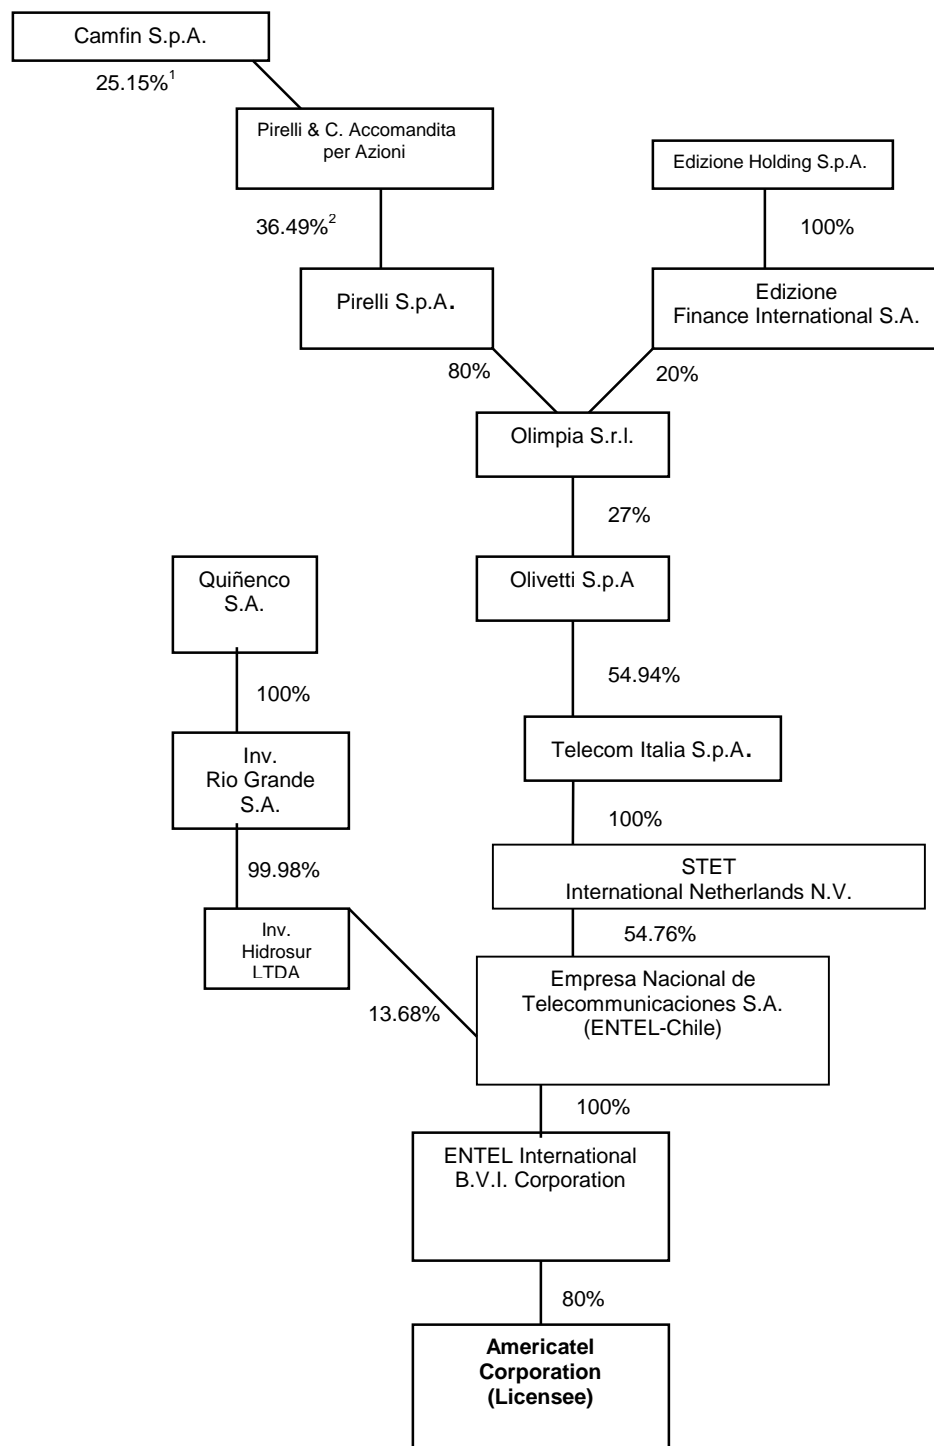 Camfin S.p.A.
25.15%¹
Pirelli & C. Accomandita
per Azioni
Edizione Holding S.p.A.
36.49%²
100%
Pirelli S.p.A.
Edizione
Finance International S.A.
80%
20%
Olimpia S.r.l.
27%
Quiñenco
S.A.
Olivetti S.p.A
54.94%
100%
Inv.
Rio Grande
S.A.
Telecom Italia S.p.A.
100%
99.98%
STET
International Netherlands N.V.
Inv.
Hidrosur
LTDA
54.76%
13.68%
Empresa Nacional de
Telecommunicaciones S.A.
(ENTEL-Chile)
100%
ENTEL International
B.V.I. Corporation
80%
Americatel
Corporation
(Licensee)